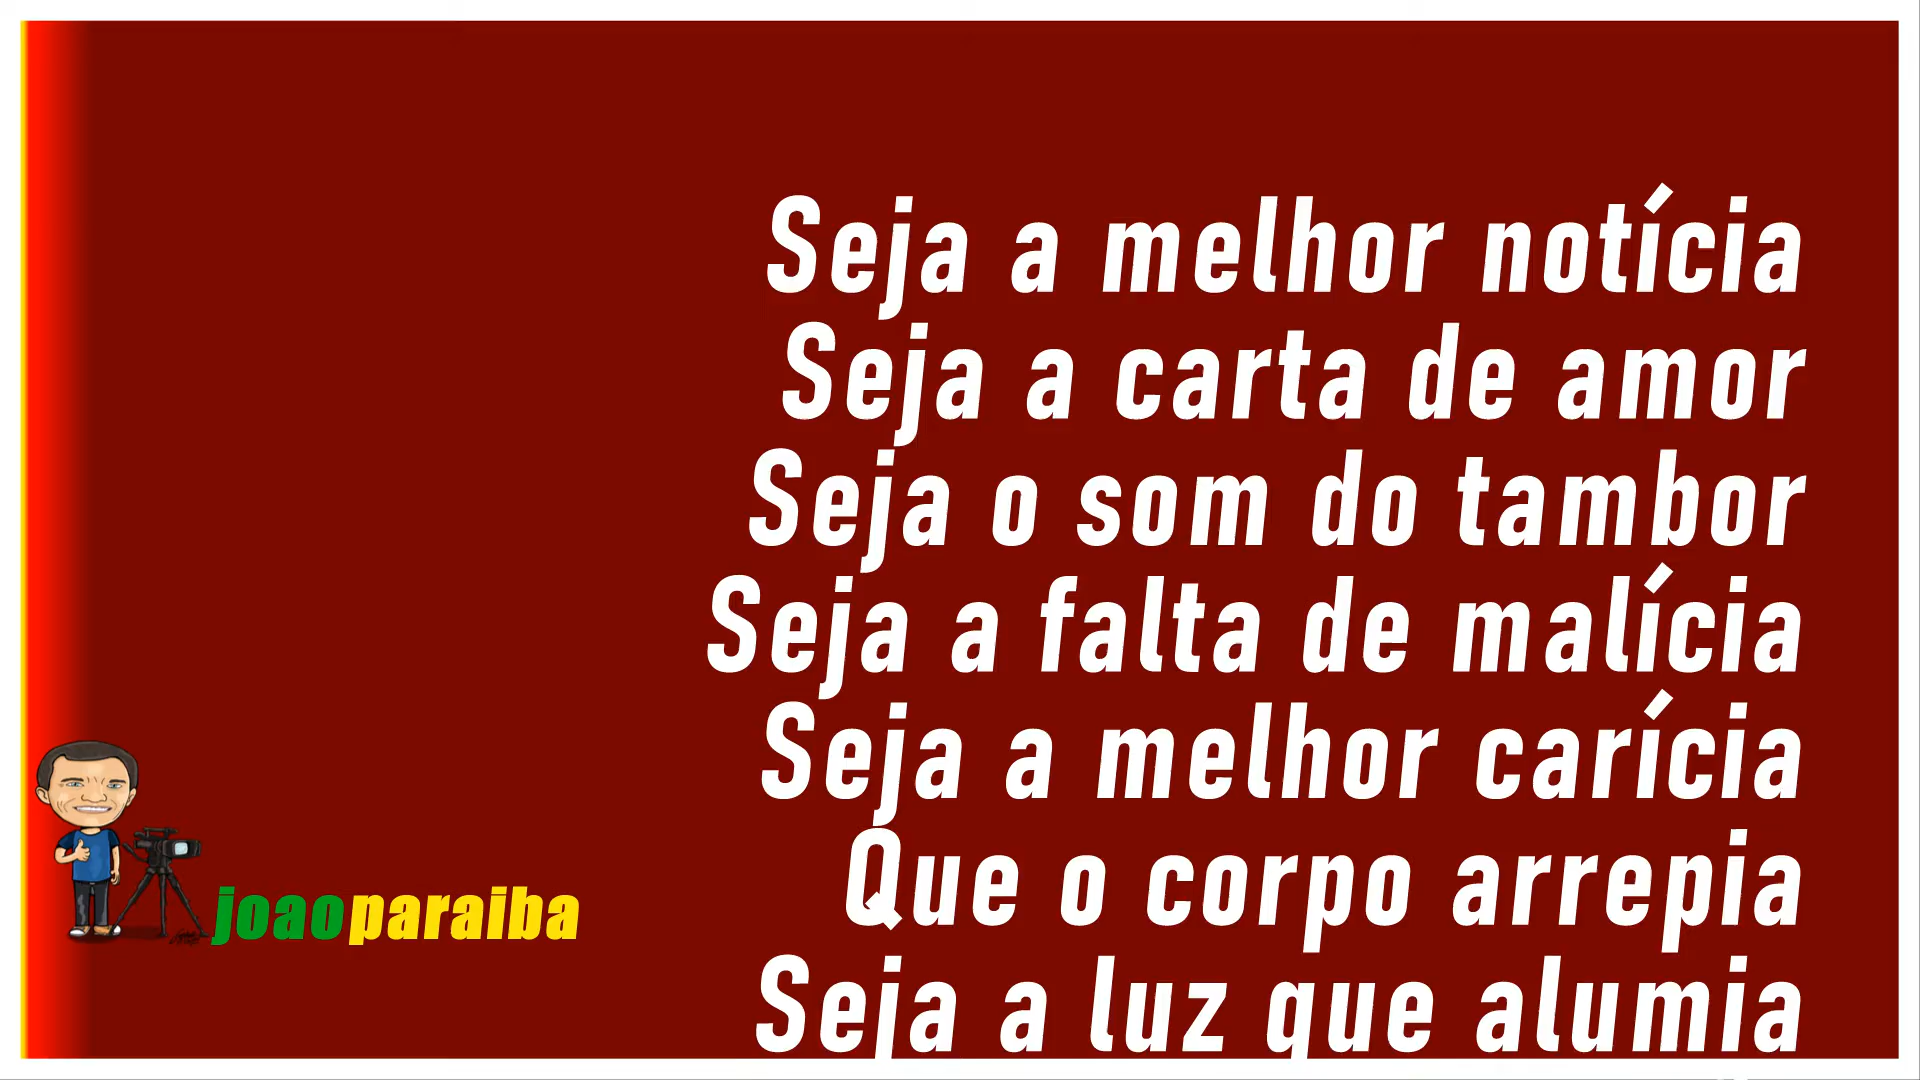 Seja a melhor notícia
Seja a carta de amor
Seja o som do tambor
Seja a falta de malícia
Seja a melhor carícia
Que o corpo arrepia
Seja a luz que alumia
joaoparaiba